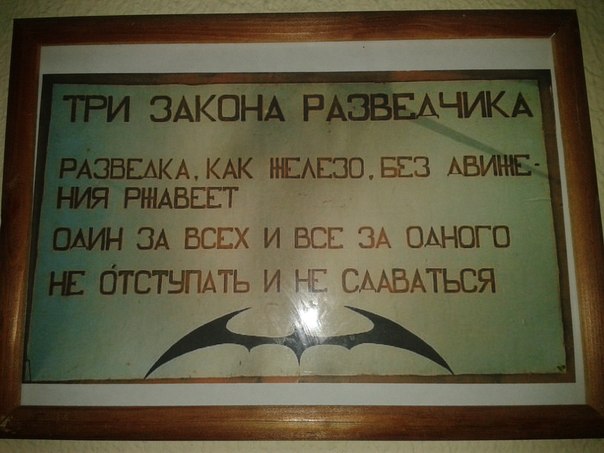 ТРИ ЗАКОНА РАЗВЕДЧИКА
РАЗВЕДКА, КАК ЖЕЛЕЗО, БЕЗ ДВИЖЕ-
НИЯ РЖАВЕЕТ
ОДИН ЗА ВСЕХ И ВСЕ ЗА ОДНОГО
НЕ ОТСТУПАТЬ И НЕ СДАВАТЬСЯ